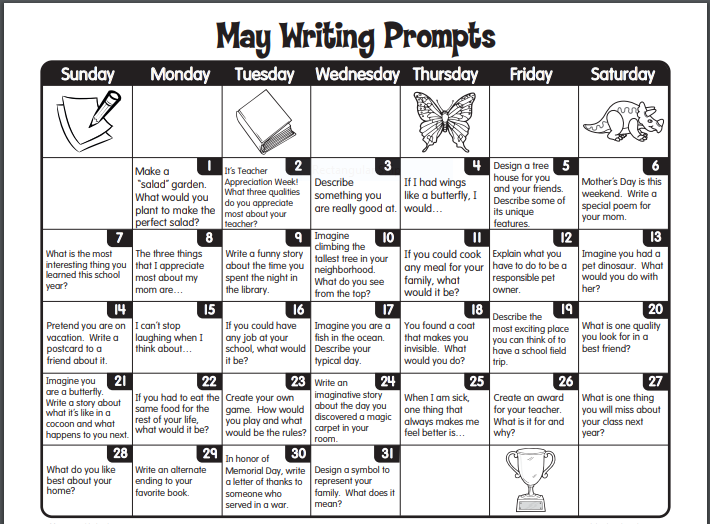 May Writing Prompts
Sunday Monday Tuesday Wednesday Thursday Friday Saturday
1
Make a
"salad" garden.
What would you
plant to make the
perfect salad?
2
It's Teacher
Appreciation Week!
What three qualities
do you appreciate
most about your
teacher?
3
Describe
something you
are really good at.
4
If I had wings
like a butterfly, I
would...
5
Design a tree
house for you
and your friends.
Describe some of
its unique
features.
6
Mother's Day is this
weekend. Write a
special poem for
your mom.
7
What is the most
interesting thing you
learned this school
year?
8
The three things
that I appreciate
most about my
mom are...
9
Write a funny story
about the time you
spent the night in
the library.
10
Imagine
climbing the
tallest tree in your
neighborhood.
What do you see
from the top?
11
If you could cook
any meal for your
family, what
would it be?
12
Explain what you
have to do to be a
responsible pet
owner.
13
Imagine you had a
pet dinosaur. What
would you do with
her?
14
Pretend you are on
vacation. Write a
postcard to a
friend about it.
15
I can't stop
laughing when I
think about...
16
If you could have
any job at your
school, what would
it be?
17
Imagine you are a
fish in the ocean.
Describe your
typical day.
18
You found a coat
that makes you
invisible. What
would you do?
19
Describe the
most exciting place
you can think of to
have a school field
trip.
20
What is one quality
you look for in a
best friend?
21
Imagine you
are a butterfly.
Write a story about
what it's like in a
cocoon and what
happens to you next.
22
If you had to eat the
same food for the
rest of your life,
what would it be?
23
Create your own
game. How would
you play and what
would be the rules?
24
Write an
imaginative story
about the day you
discovered a magic
carpet in your
room.
25
When I am sick,
one thing that
always makes me
feel better is...
26
Create an award
for your teacher.
What is it for and
why?
27
What is one thing
you will miss about
your class next
year?
28
What do you like
best about your
home?
29
Write an alternate
ending to your
favorite book.
30
In honor of
Memorial Day, write
a letter of thanks to
someone who
served in a war.
31
Design a symbol to
represent your
family. What does it
mean?